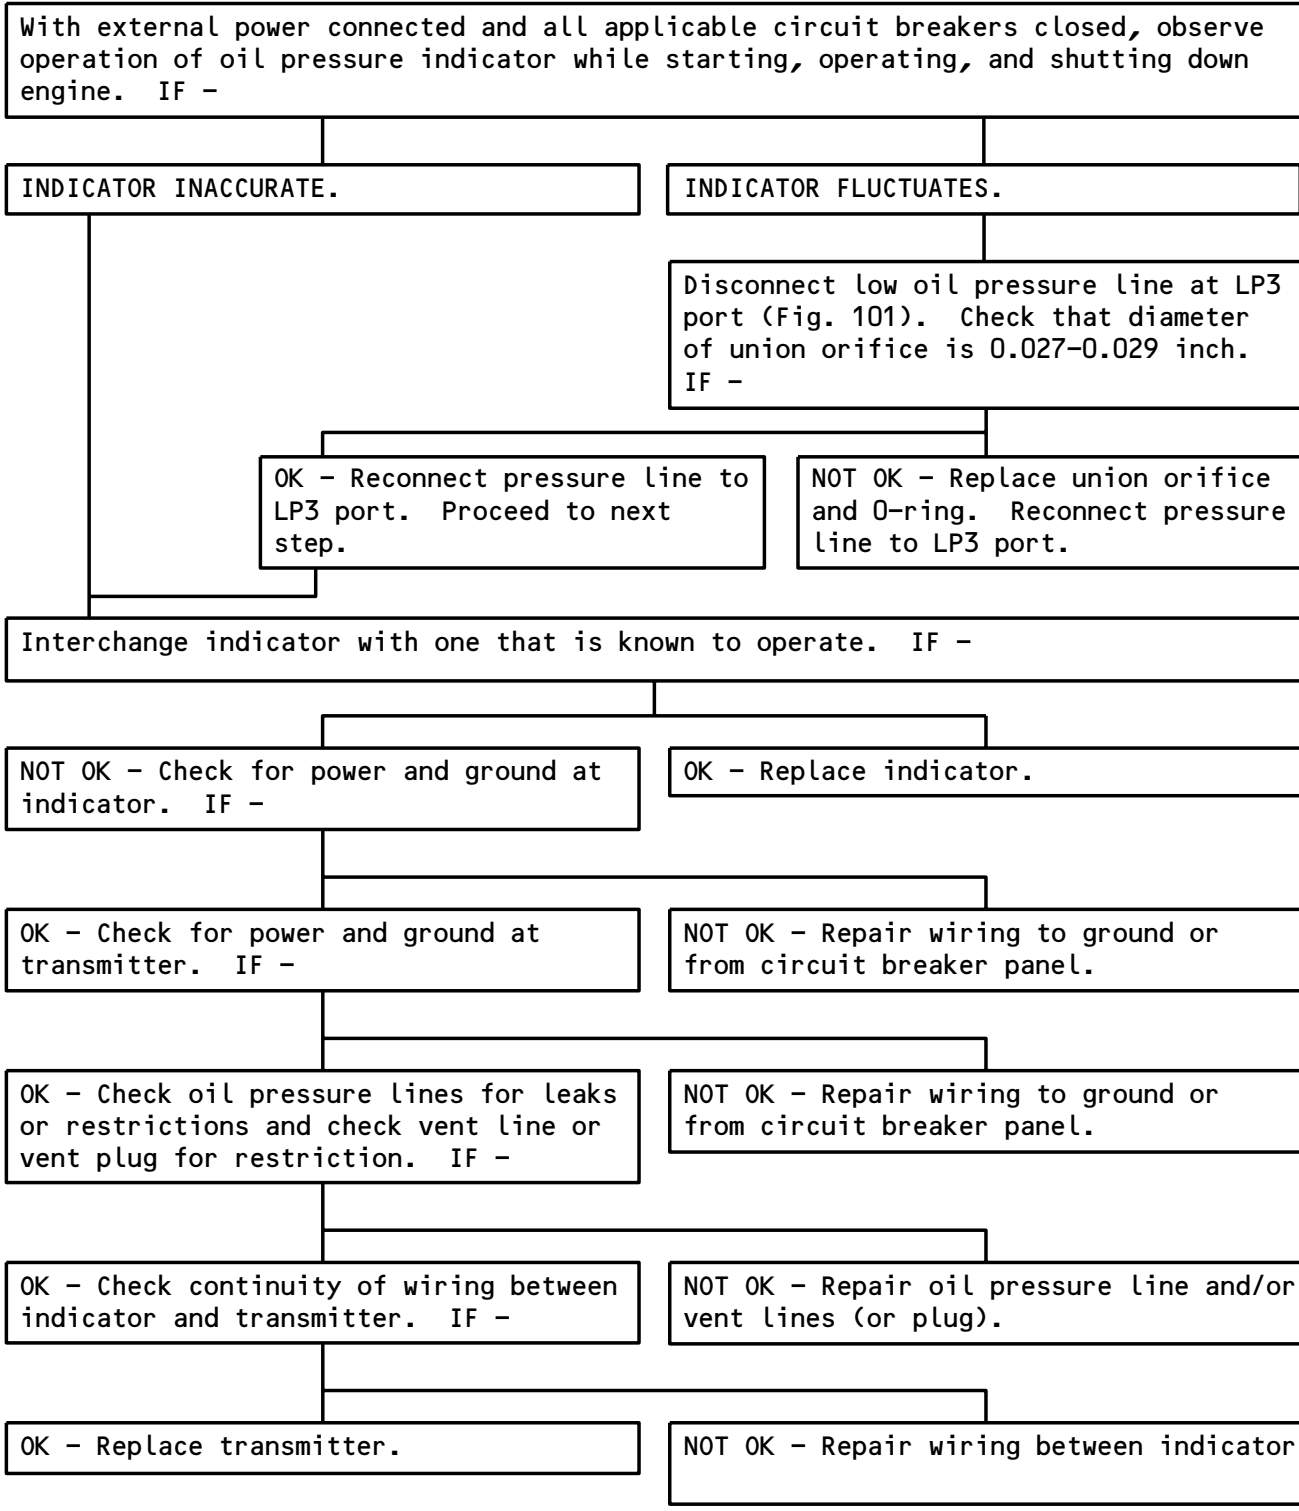 With external power connected and all applicable circuit breakers closed, observe
operation of oil pressure indicator while starting, operating, and shutting down
engine.  IF –
INDICATOR INACCURATE.
INDICATOR FLUCTUATES.
Disconnect low oil pressure line at LP3
port (Fig. 101).  Check that diameter
of union orifice is 0.027–0.029 inch.
IF –
OK – Reconnect pressure line to
LP3 port.  Proceed to next
step.
NOT OK – Replace union orifice
and O–ring.  Reconnect pressure
line to LP3 port.
Interchange indicator with one that is known to operate.  IF –
NOT OK – Check for power and ground at
indicator.  IF –
OK – Replace indicator.
OK – Check for power and ground at
transmitter.  IF –
NOT OK – Repair wiring to ground or
from circuit breaker panel.
OK – Check oil pressure lines for leaks
or restrictions and check vent line or
vent plug for restriction.  IF –
NOT OK – Repair wiring to ground or
from circuit breaker panel.
OK – Check continuity of wiring between
indicator and transmitter.  IF –
NOT OK – Repair oil pressure line and/or
vent lines (or plug).
OK – Replace transmitter.
NOT OK – Repair wiring between indicator